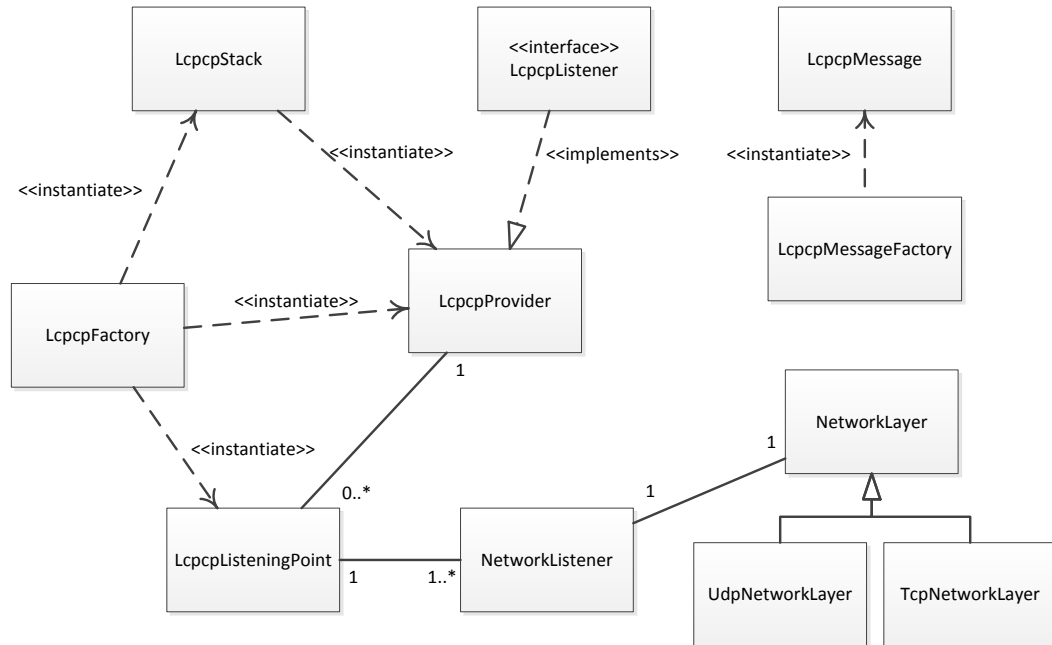 LcpcpStack
<<interface>>
LcpcpListener
LcpcpMessage
<<instantiate>>
<<implements>>
<<instantiate>>
<<instantiate>>
LcpcpMessageFactory
<<instantiate>>
LcpcpProvider
LcpcpFactory
1
<<instantiate>>
NetworkLayer
1
1
0..*
LcpcpListeningPoint
NetworkListener
1
1..*
UdpNetworkLayer
TcpNetworkLayer